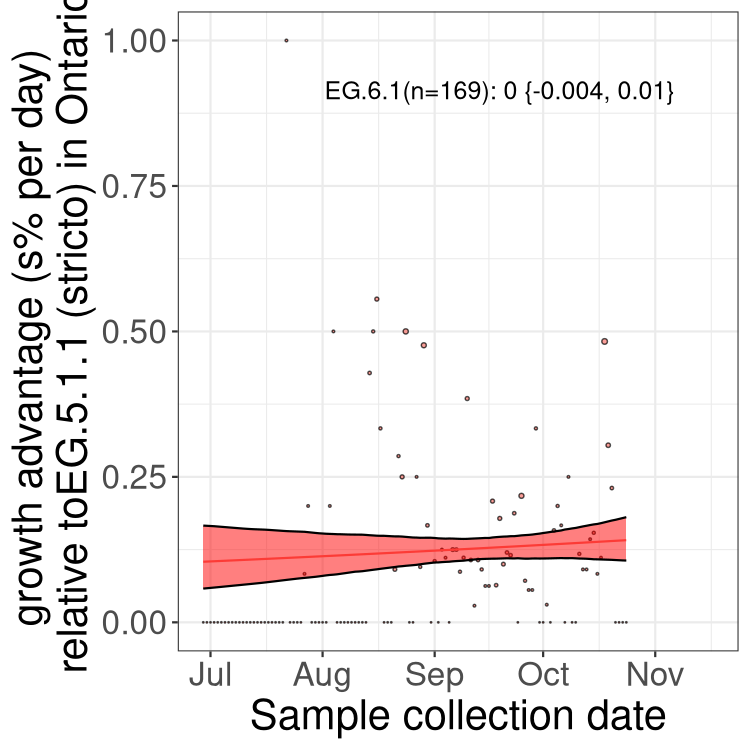 growth advantage (s% per day)
relative toEG.5.1.1 (stricto) in Ontario
1.00
0.75
0.50
0.25
0.00
EG.6.1(n=169): 0 {-0.004, 0.01}
Jul Aug Sep Oct Nov
Sample collection date